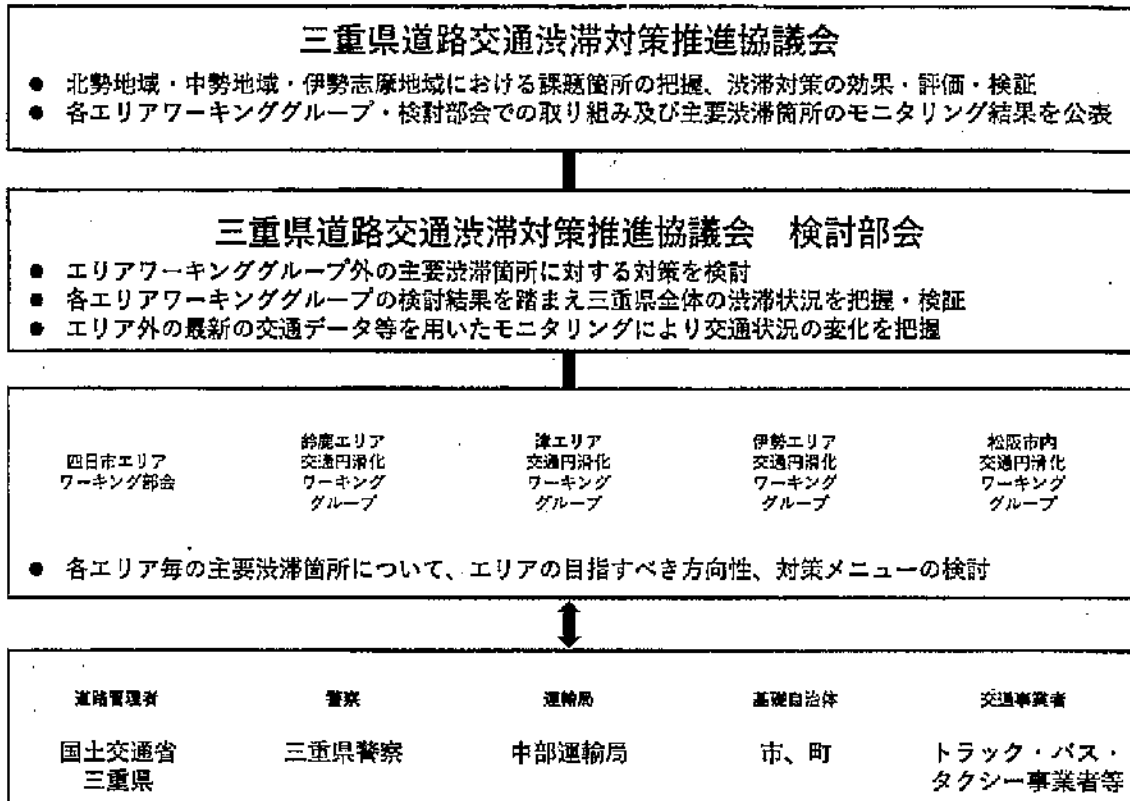 三重県道路交通渋滞対策推進協議会
● 北勢地域・中勢地域・伊勢志摩地域における課題箇所の把握、渋滞対策の効果・評価・検証
● 各エリアワーキンググループ・検討部会での取り組み及び主要渋滞箇所のモニタリング結果を公表
三重県道路交通渋滞対策推進協議会　検討部会
● エリアワーキンググループ外の主要渋滞箇所に対する対策を検討
● 各エリアワーキンググループの検討結果を踏まえ三重県全体の渋滞状況を把握・検証
● エリア外の最新の交通データ等を用いたモニタリングにより交通状況の変化を把握
四日市エリア
ワーキング部会
鈴鹿エリア
交通円滑化
ワーキング
グループ
津エリア
交通円滑化
ワーキング
グループ
伊勢エリア
交通円滑化
ワーキング
グループ
松阪市内
交通円滑化
ワーキング
グループ
● 各エリア毎の主要渋滞箇所について、エリアの目指すべき方向性、対策メニューの検討
道路管理者
国土交通省
三重県
警察
三重県警察
運輸局
中部運輸局
基礎自治体
市、町
交通事業者
トラック・バス・
タクシー事業者等